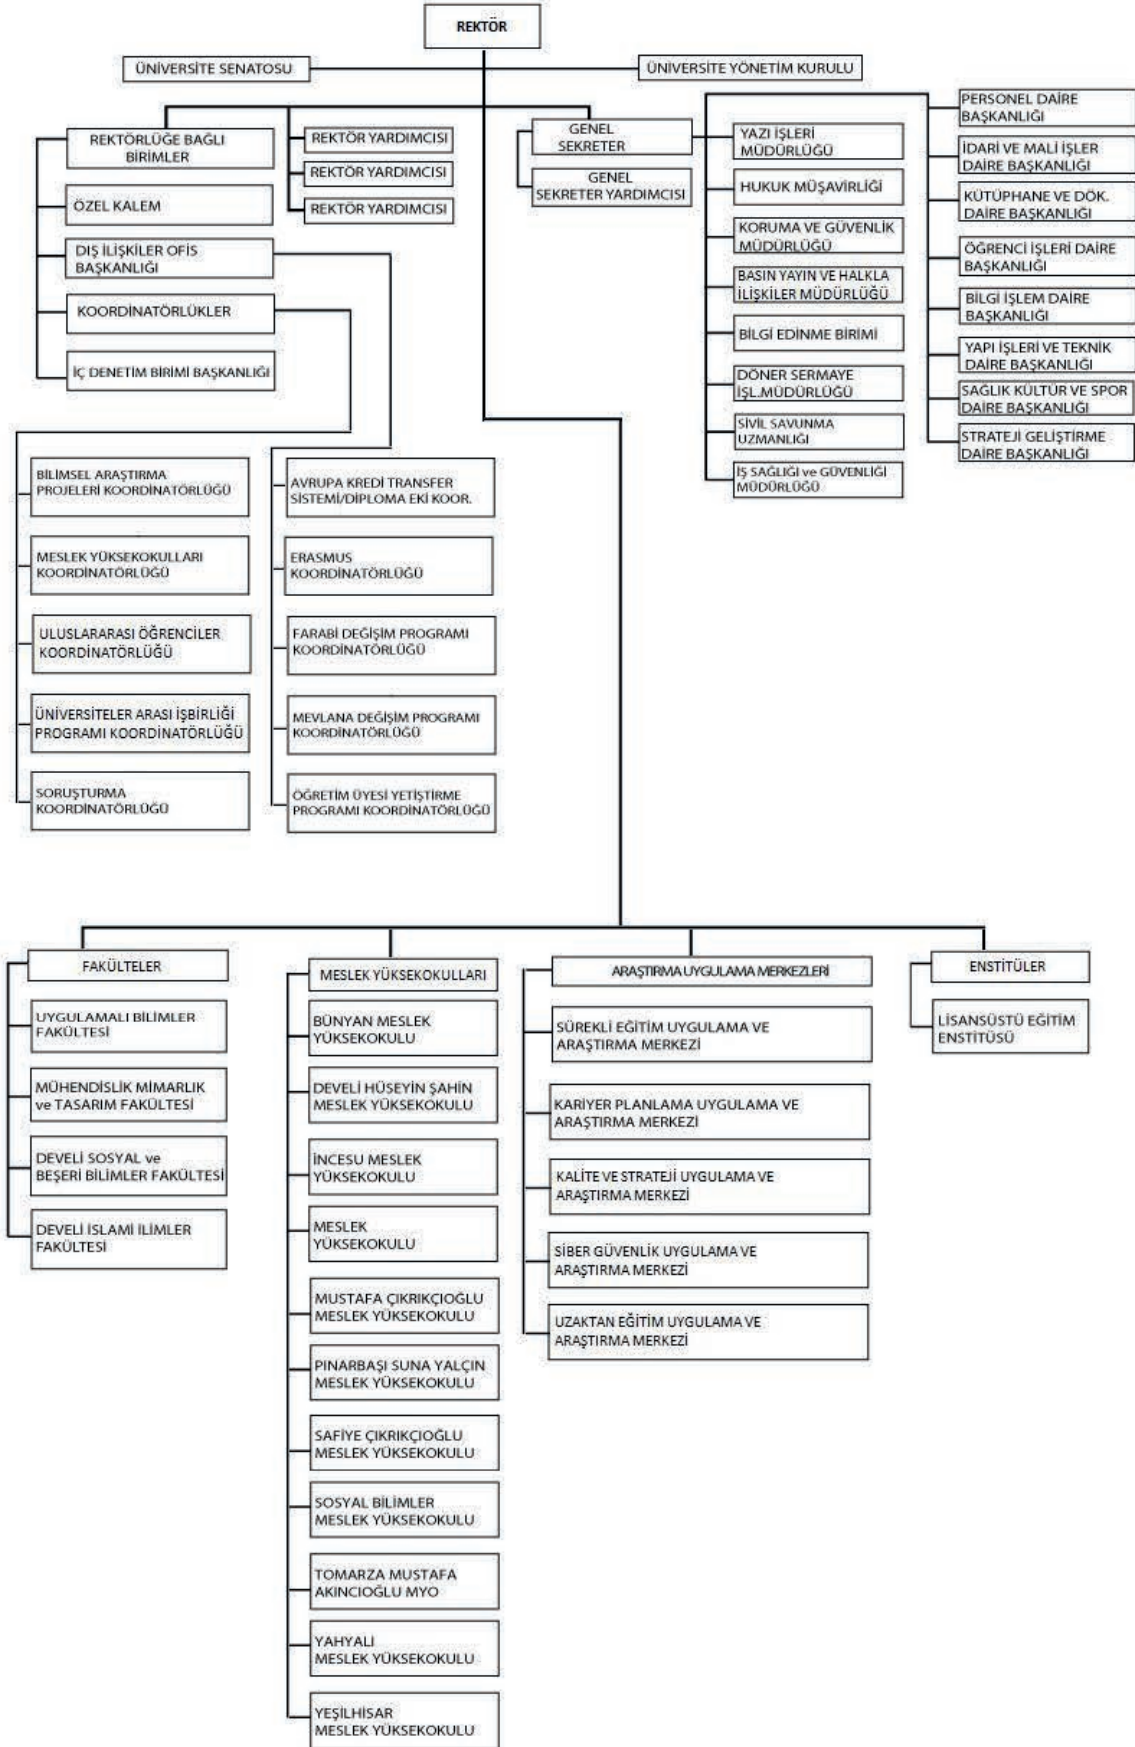 REKTÖR
ÜNİVERSİTE SENATOSU
ÜNİVERSİTE YÖNETİM KURULU
REKTÖRLÜĞE BAĞLI
BİRİMLER
ÖZEL KALEM
DIŞ İLİŞKİLER OFİS
BAŞKANLIĞI
KOORDİNATÖRLÜKLER
İÇ DENETİM BİRİMİ BAŞKANLIĞI
REKTÖR YARDIMCISI
REKTÖR YARDIMCISI
REKTÖR YARDIMCISI
GENEL
SEKRETER
GENEL
SEKRETER YARDIMCISI
YAZI İŞLERİ
MÜDÜRLÜĞÜ
HUKUK MÜŞAVİRLİĞİ
KORUMA VE GÜVENLİK
MÜDÜRLÜĞÜ
BASIN YAYIN VE HALKLA
İLİŞKİLER MÜDÜRLÜĞÜ
BİLGİ EDİNME BİRİMİ
DÖNER SERMAYE
İŞL.MÜDÜRLÜĞÜ
SİVİL SAVUNMA
UZMANLIĞI
İŞ SAĞLIĞI ve GÜVENLİĞİ
MÜDÜRLÜĞÜ
PERSONEL DAİRE
BAŞKANLIĞI
İDARİ VE MALİ İŞLER
DAİRE BAŞKANLIĞI
KÜTÜPHANE VE DÖK.
DAİRE BAŞKANLIĞI
ÖĞRENCİ İŞLERİ DAİRE
BAŞKANLIĞI
BİLGİ İŞLEM DAİRE
BAŞKANLIĞI
YAPI İŞLERİ VE TEKNİK
DAİRE BAŞKANLIĞI
SAĞLIK KÜLTÜR VE SPOR
DAİRE BAŞKANLIĞI
STRATEJİ GELİŞTİRME
DAİRE BAŞKANLIĞI
BİLİMSEL ARAŞTIRMA
PROJELERİ KOORDİNATÖRLÜĞÜ
MESLEK YÜKSEKOKULLARI
KOORDİNATÖRLÜĞÜ
ULUSLARARASI ÖĞRENCİLER
KOORDİNATÖRLÜĞÜ
ÜNİVERSİTELER ARASI İŞBİRLİĞİ
PROGRAMI KOORDİNATÖRLÜĞÜ
SORUŞTURMA
KOORDİNATÖRLÜĞÜ
AVRUPA KREDİ TRANSFER
SİSTEMİ/DİPLOMA EKİ KOOR.
ERASMUS
KOORDİNATÖRLÜĞÜ
FARABİ DEĞİŞİM PROGRAMI
KOORDİNATÖRLÜĞÜ
MEVLANA DEĞİŞİM PROGRAMI
KOORDİNATÖRLÜĞÜ
ÖĞRETİM ÜYESİ YETİŞTİRME
PROGRAMI KOORDİNATÖRLÜĞÜ
FAKÜLTELER
UYGULAMALI BİLİMLER
FAKÜLTESİ
MÜHENDİSLİK MİMARLIK
ve TASARIM FAKÜLTESİ
DEVELİ SOSYAL ve
BEŞERİ BİLİMLER FAKÜLTESİ
DEVELİ İSLAMİ İLİMLER
FAKÜLTESİ
MESLEK YÜKSEKOKULLARI
BÜNYAN MESLEK
YÜKSEKOKULU
DEVELİ HÜSEYİN ŞAHİN
MESLEK YÜKSEKOKULU
İNCESU MESLEK
YÜKSEKOKULU
MESLEK
YÜKSEKOKULU
MUSTAFA ÇIKRIKÇIOĞLU
MESLEK YÜKSEKOKULU
PINARBAŞI SUNA YALÇIN
MESLEK YÜKSEKOKULU
SAFİYE ÇIKRIKÇIOĞLU
MESLEK YÜKSEKOKULU
SOSYAL BİLİMLER
MESLEK YÜKSEKOKULU
TOMARZA MUSTAFA
AKINCIOĞLU MYO
YAHYALI
MESLEK YÜKSEKOKULU
YEŞİLHİSAR
MESLEK YÜKSEKOKULU
ARAŞTIRMA UYGULAMA MERKEZLERİ
SÜREKLİ EĞİTİM UYGULAMA VE
ARAŞTIRMA MERKEZİ
KARİYER PLANLAMA UYGULAMA VE
ARAŞTIRMA MERKEZİ
KALİTE VE STRATEJİ UYGULAMA VE
ARAŞTIRMA MERKEZİ
SİBER GÜVENLİK UYGULAMA VE
ARAŞTIRMA MERKEZİ
UZAKTAN EĞİTİM UYGULAMA VE
ARAŞTIRMA MERKEZİ
ENSTİTÜLER
LİSANSÜSTÜ EĞİTİM
ENSTİTÜSÜ